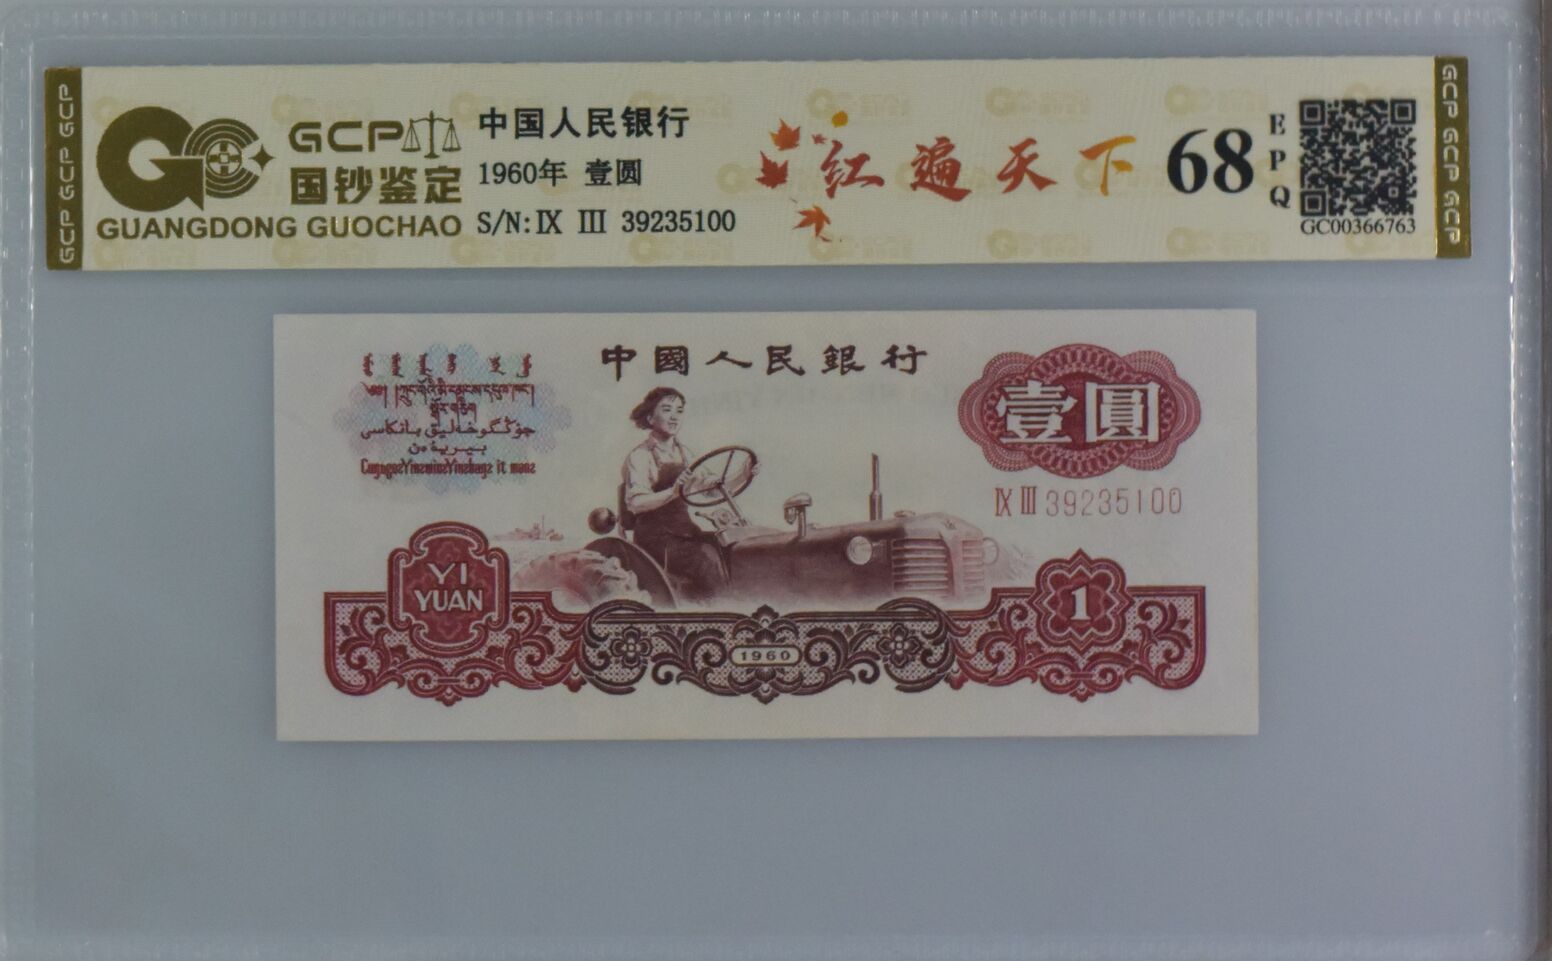 GCP GCP GCP
GCP
国钞鉴定
GUANGDONG GUOCHAO
中国人民银行
1960年 壹圆
S/N: IX III 39235100
红遍天下
68
EPQ
GC00366763
GCP GCP GCP
中國人民銀行
壹圓
IX III 39235100
YI
YUAN
1960
1